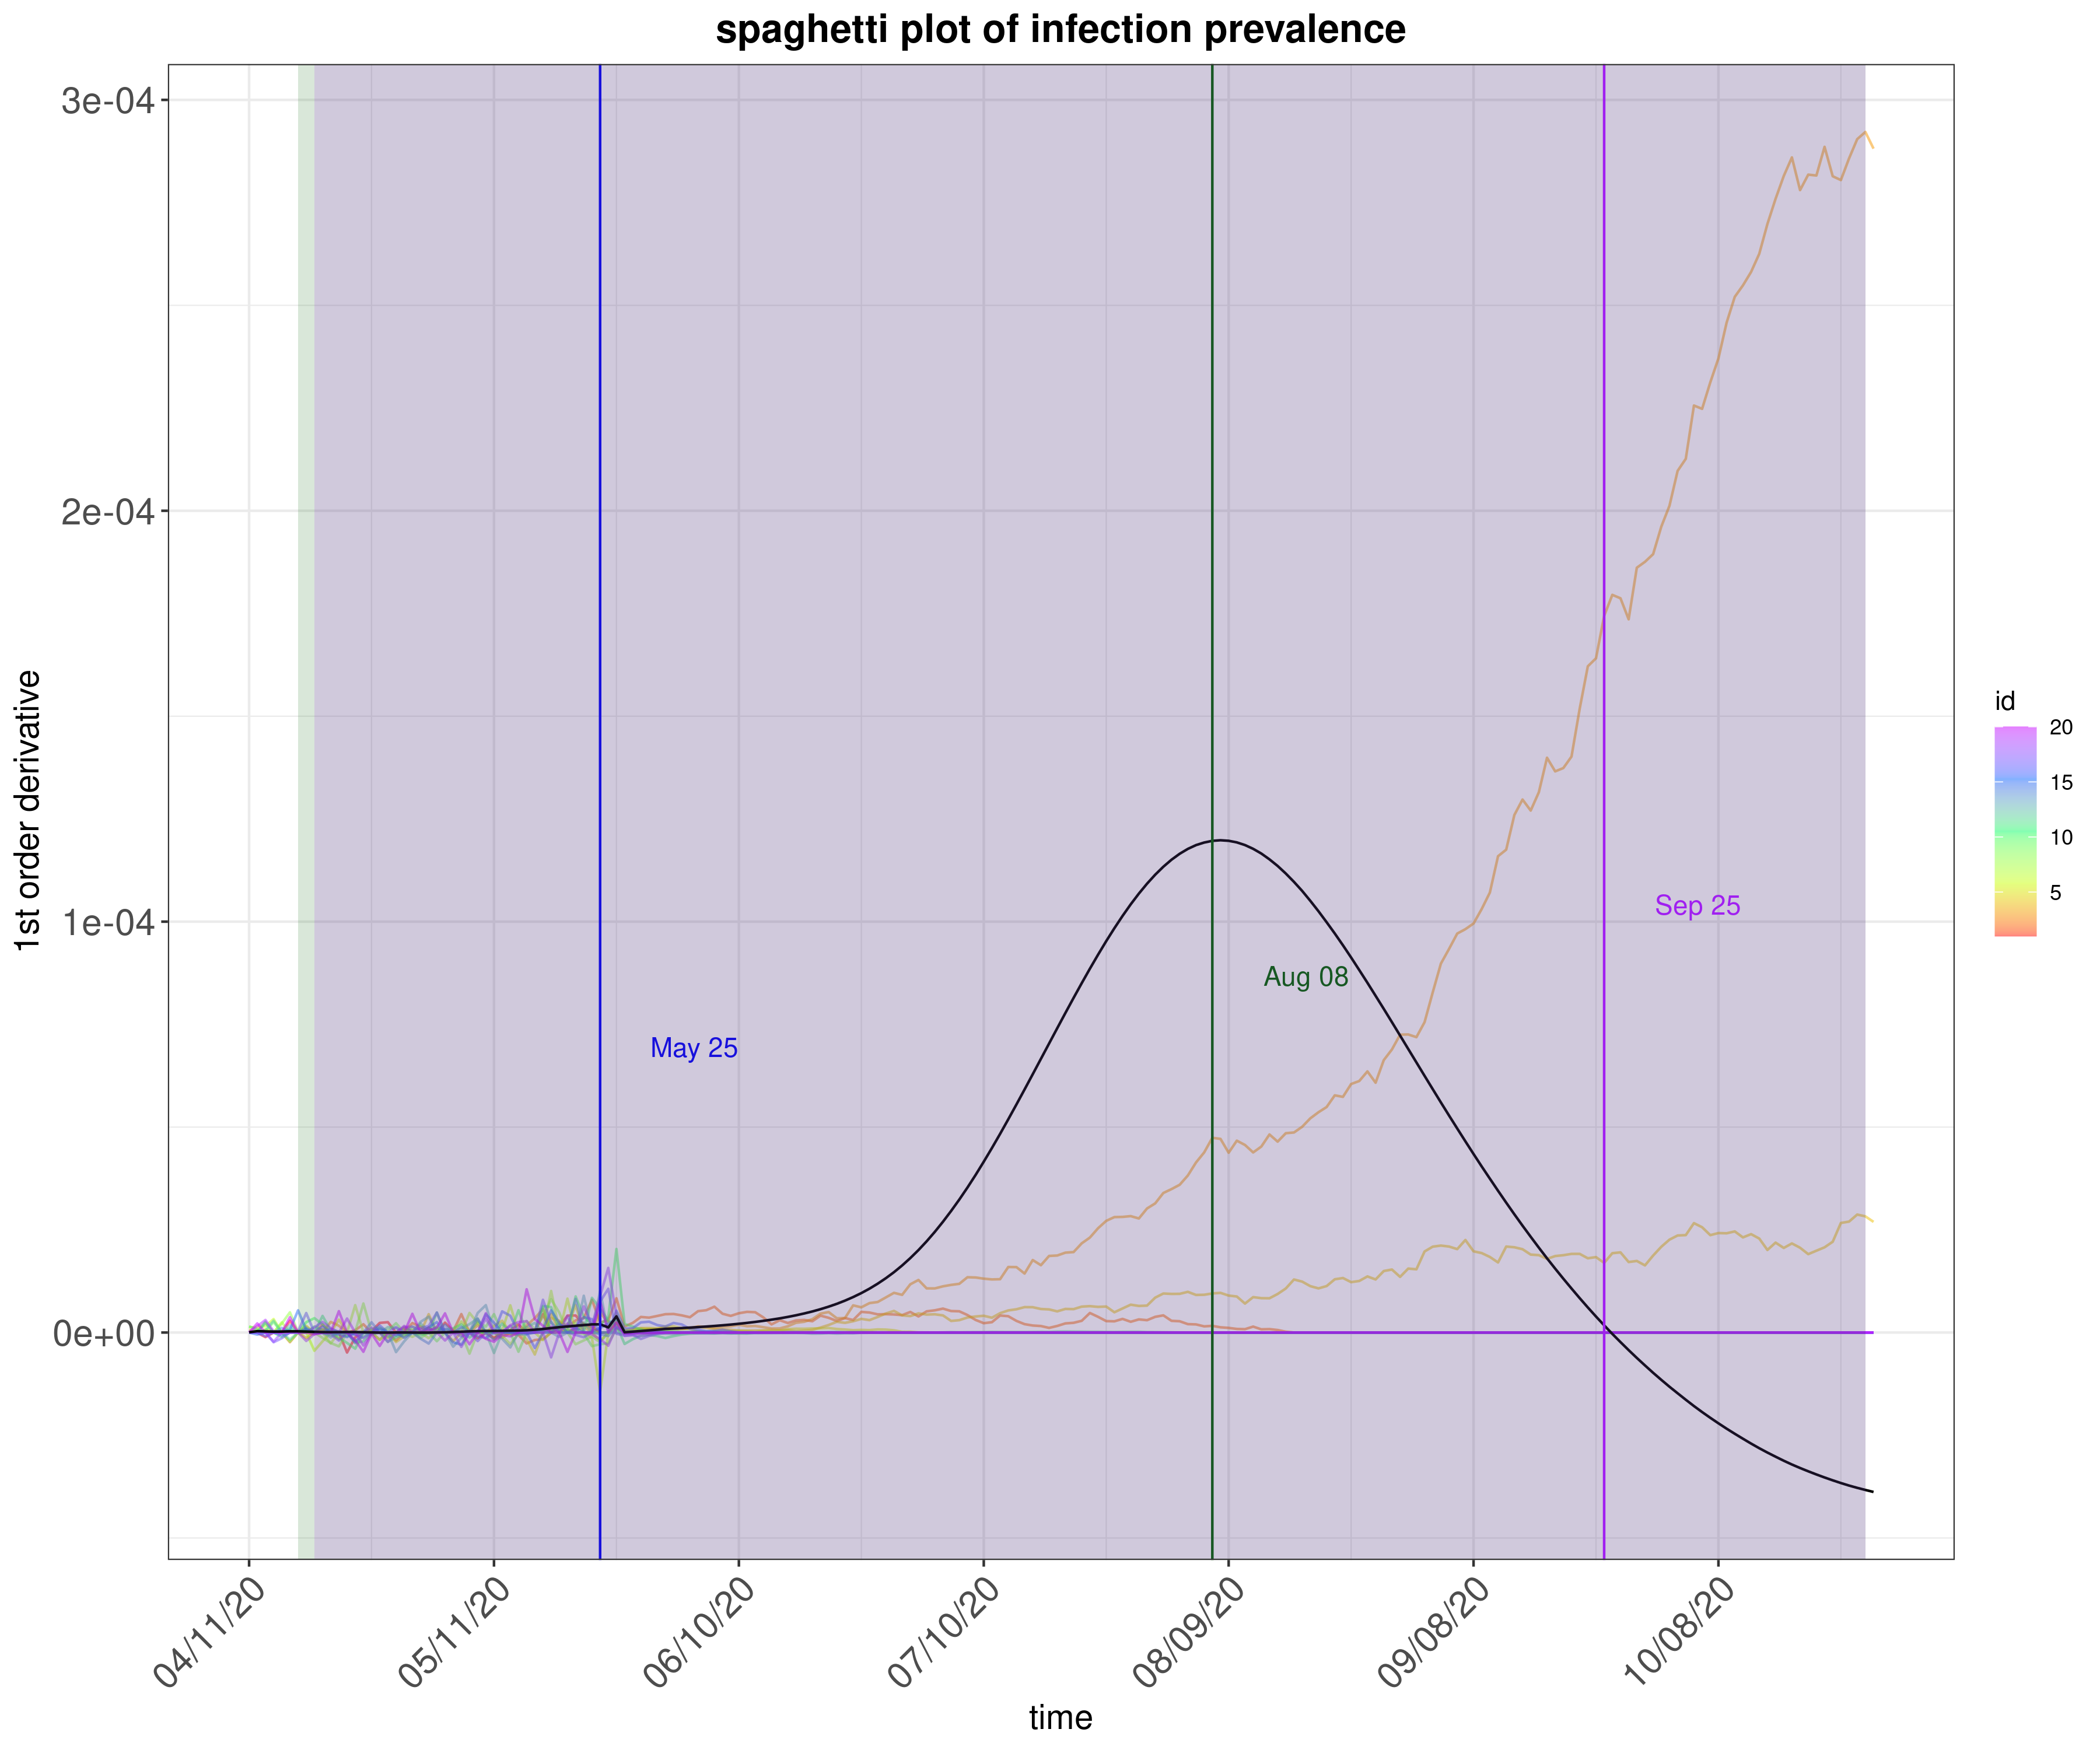 spaghetti plot of infection prevalence
3e-04
2e-04
1e-04
0e+00
1st order derivative
May 25
Aug 08
Sep 25
id
20
15
10
5
04/11/20
05/11/20
06/10/20
07/10/20
08/09/20
09/08/20
10/08/20
time